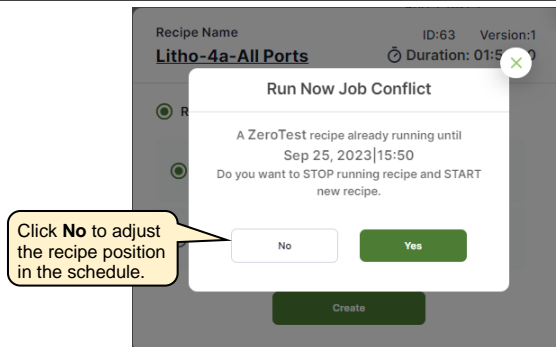 Recipe Name
ID:63 Version:1
Litho-4a-All Ports
Duration: 01:5
Run Now Job Conflict
A ZeroTest recipe already running until
Sep 25, 2023|15:50
Do you want to STOP running recipe and START
new recipe.
Click No to adjust
the recipe position
in the schedule.
No
Yes
Create